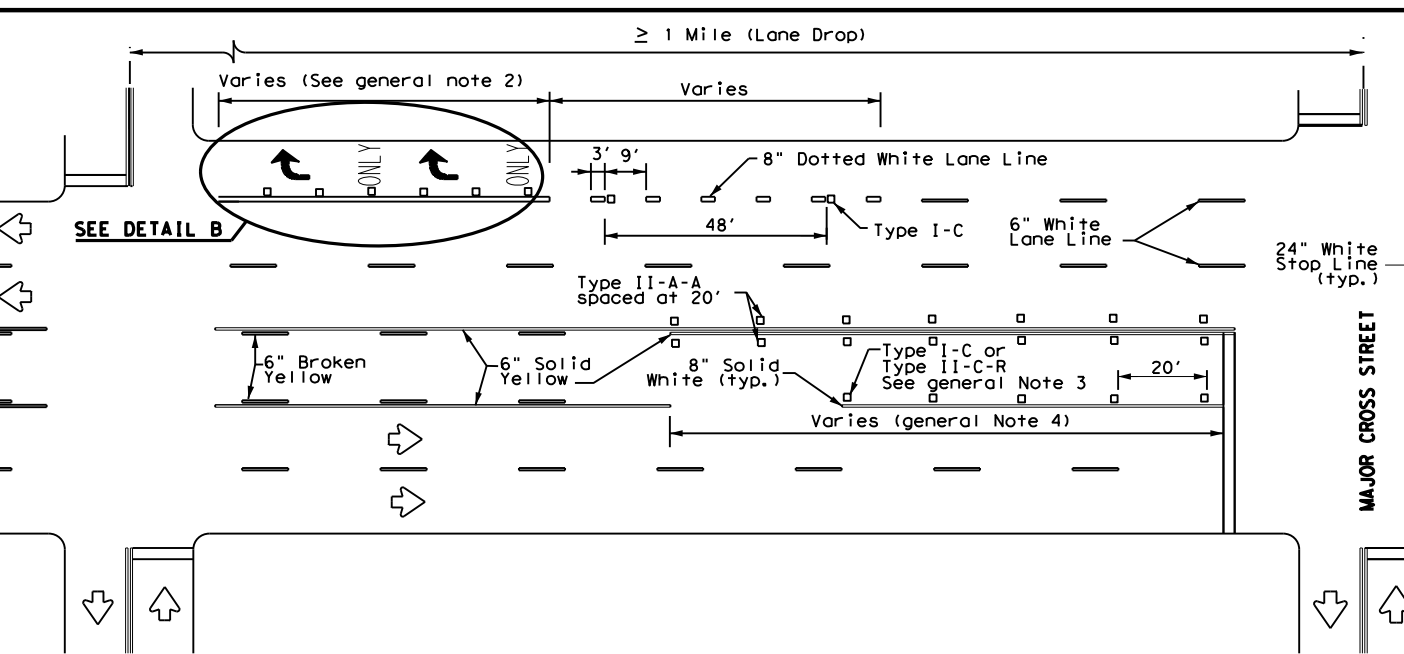 ≥ 1 Mile (Lane Drop)
Varies (See general note 2)
Varies
ONLY
ONLY
3' 9'
8" Dotted White Lane Line
SEE DETAIL B
48'
Type I-C
6" White
Lane Line
24" White
Stop Line
(typ.)
Type II-A-A
spaced at 20'
6" Broken
Yellow
6" Solid
Yellow
8" Solid
White (typ.)
Type I-C or
Type II-C-R
See general Note 3
20'
Varies (general Note 4)
MAJOR CROSS STREET